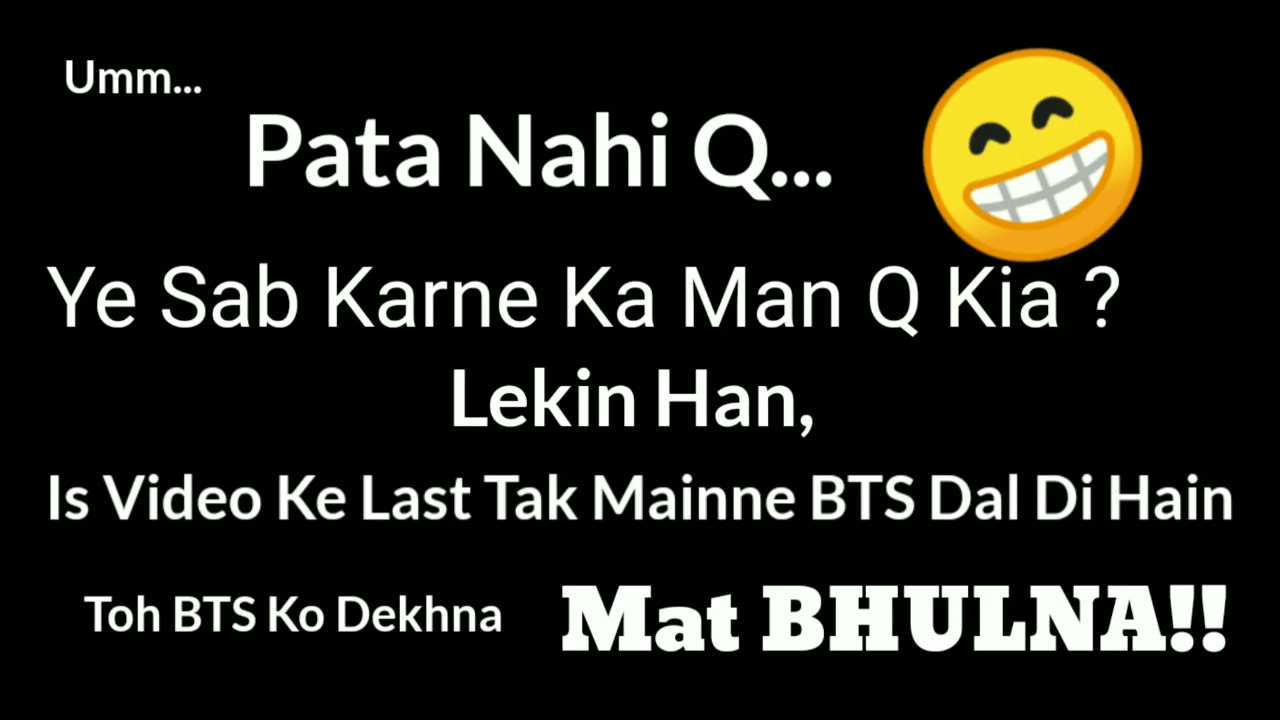 Umm...
Pata Nahi Q...
Ye Sab Karne Ka Man Q Kia ?
Lekin Han,
Is Video Ke Last Tak Mainne BTS Dal Di Hain
Toh BTS Ko Dekhna Mat BHULNA!!